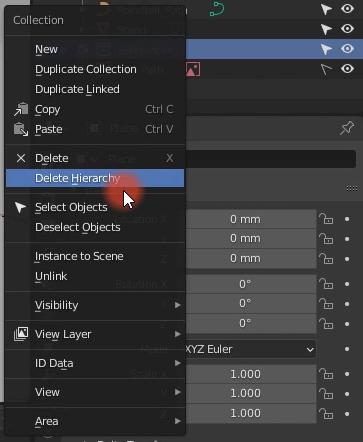 Collection
New
Duplicate Collection
Duplicate Linked
Copy Ctrl C
Paste Ctrl V
Delete X
Delete Hierarchy
Select Objects
Deselect Objects
Instance to Scene
Unlink
Visibility
View Layer
ID Data
View
Area
0 mm
0 mm
0 mm
0°
0°
0°
XYZ Euler
1.000
1.000
1.000